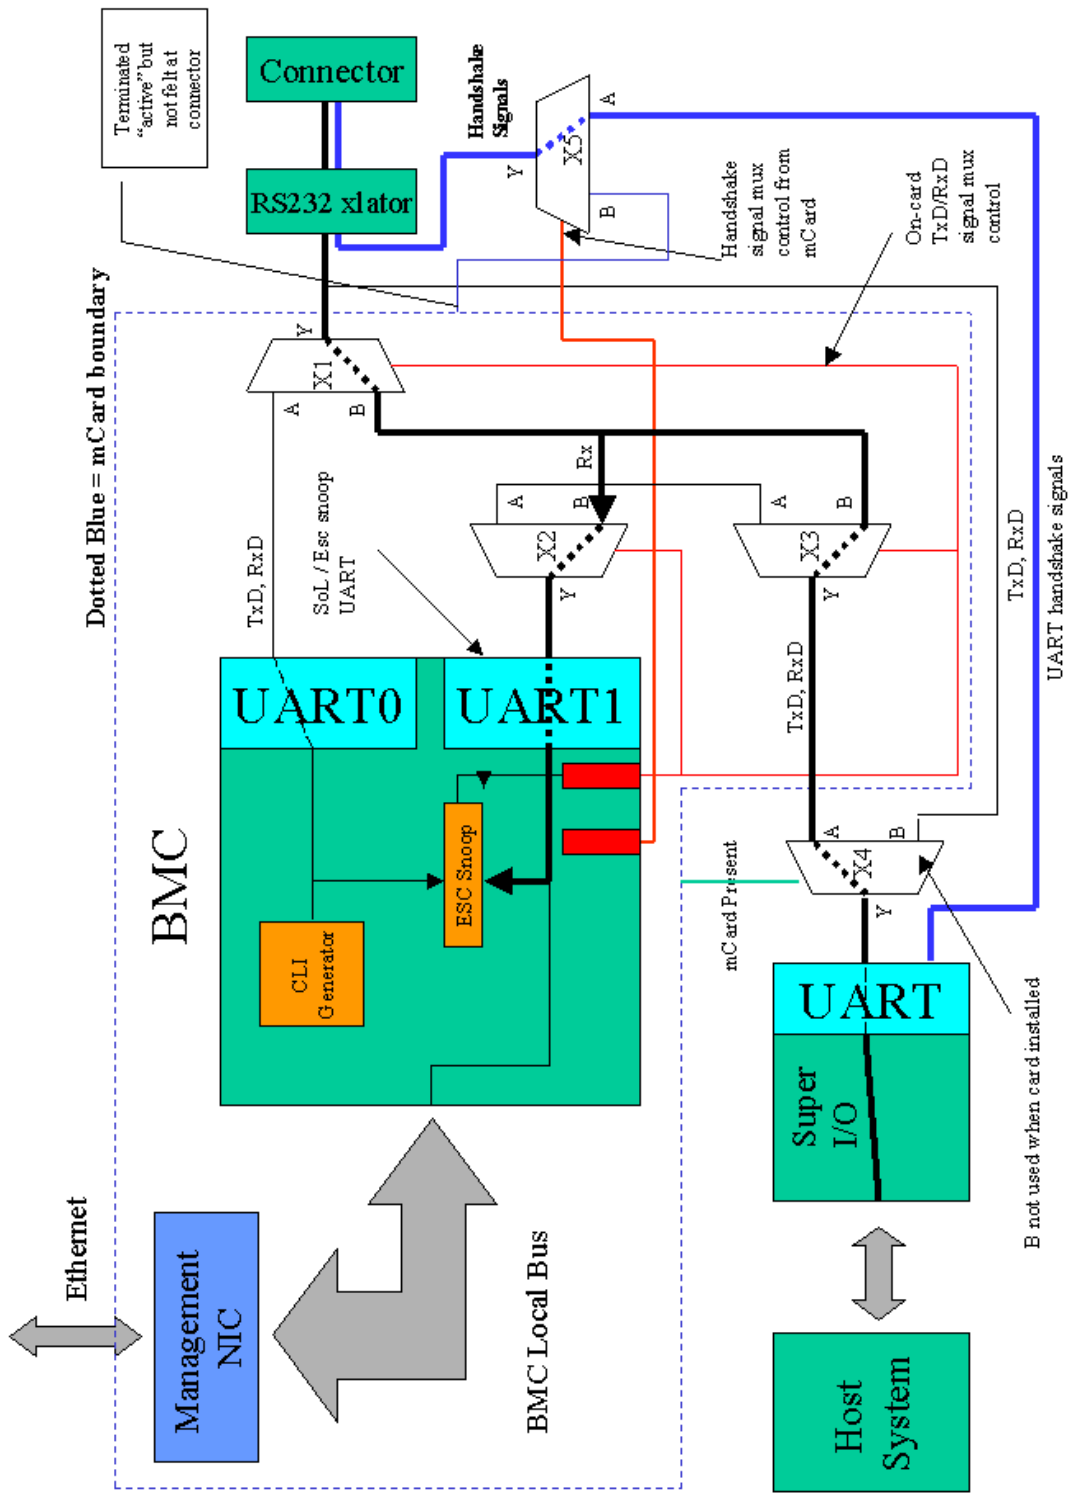 Terminated
“active” but
not felt at
connector
Connector
RS232 xlator
Handshake
Signals
Y
A
X5
B
Handshake
signal mux
control from
mCard
On-card
TxD/RxD
signal mux
control
Dotted Blue = mCard boundary
Y
X1
A
B
Rx
TxD, RxD
SoL / Esc snoop
UART
A
B
X2
Y
A
B
X3
Y
TxD, RxD
TxD, RxD
UART handshake signals
UART0
UART1
BMC
ESC Snoop
CLI
Generator
mCard Present
A
B
X4
Y
UART
Super
I/O
B not used when card installed
Ethernet
Management
NIC
BMC Local Bus
Host
System